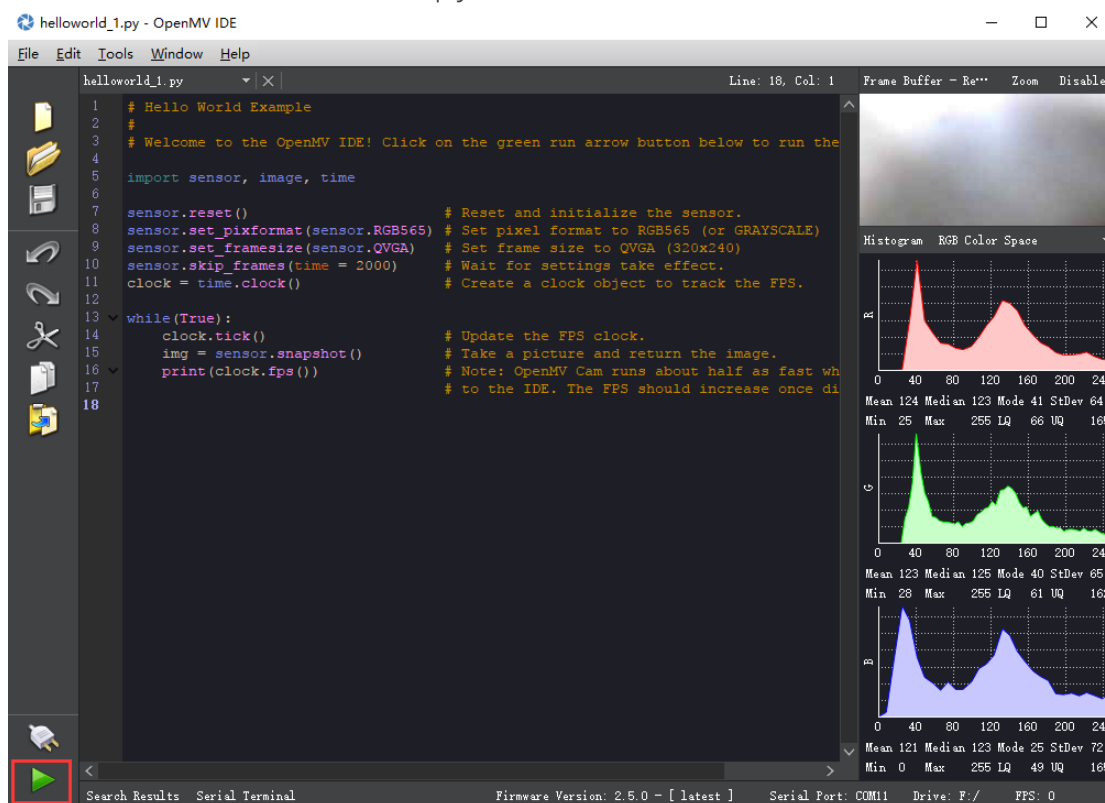 helloworld_1.py - OpenMV IDE
File Edit Tools Window Help
helloworld_1.py Line: 18, Col: 1 Frame Buffer - Re··· Zoom Disable
1 # Hello World Example
2 #
3 # Welcome to the OpenMV IDE! Click on the green run arrow button below to run the
4
5 import sensor, image, time
6
7 sensor.reset() # Reset and initialize the sensor.
8 sensor.set_pixformat(sensor.RGB565) # Set pixel format to RGB565 (or GRAYSCALE)
9 sensor.set_framesize(sensor.QVGA) # Set frame size to QVGA (320x240)
10 sensor.skip_frames(time = 2000) # Wait for settings take effect.
11 clock = time.clock() # Create a clock object to track the FPS.
12
13 while(True):
14 clock.tick() # Update the FPS clock.
15 img = sensor.snapshot() # Take a picture and return the image.
16 print(clock.fps()) # Note: OpenMV Cam runs about half as fast wh
17 # to the IDE. The FPS should increase once di
18
Histogram RGB Color Space
R
0 40 80 120 160 200 24
Mean 124 Median 123 Mode 41 StDev 64
Min 25 Max 255 LQ 66 UQ 165
G
0 40 80 120 160 200 24
Mean 123 Median 125 Mode 40 StDev 65
Min 28 Max 255 LQ 61 UQ 162
B
0 40 80 120 160 200 24
Mean 121 Median 123 Mode 25 StDev 72
Min 0 Max 255 LQ 49 UQ 165
Search Results Serial Terminal Firmware Version: 2.5.0 - [ latest ] Serial Port: COM11 Drive: F:/ FPS: 0